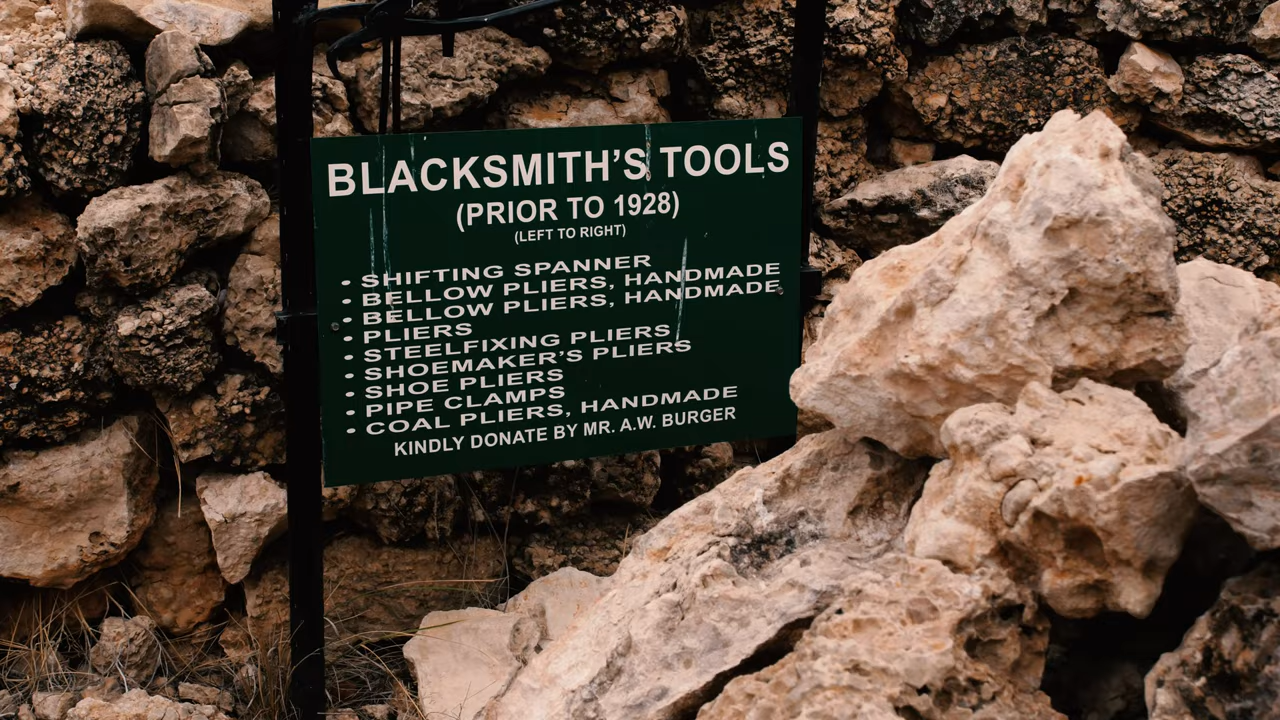 BLACKSMITH'S TOOLS
(PRIOR TO 1928)
(LEFT TO RIGHT)
• SHIFTING SPANNER
• BELLOW PLIERS, HANDMADE
• BELLOW PLIERS, HANDMADE
• PLIERS
• STEELFIXING PLIERS
• SHOEMAKER'S PLIERS
• SHOE PLIERS
• PIPE CLAMPS
• COAL PLIERS, HANDMADE
KINDLY DONATE BY MR. A.W. BURGER